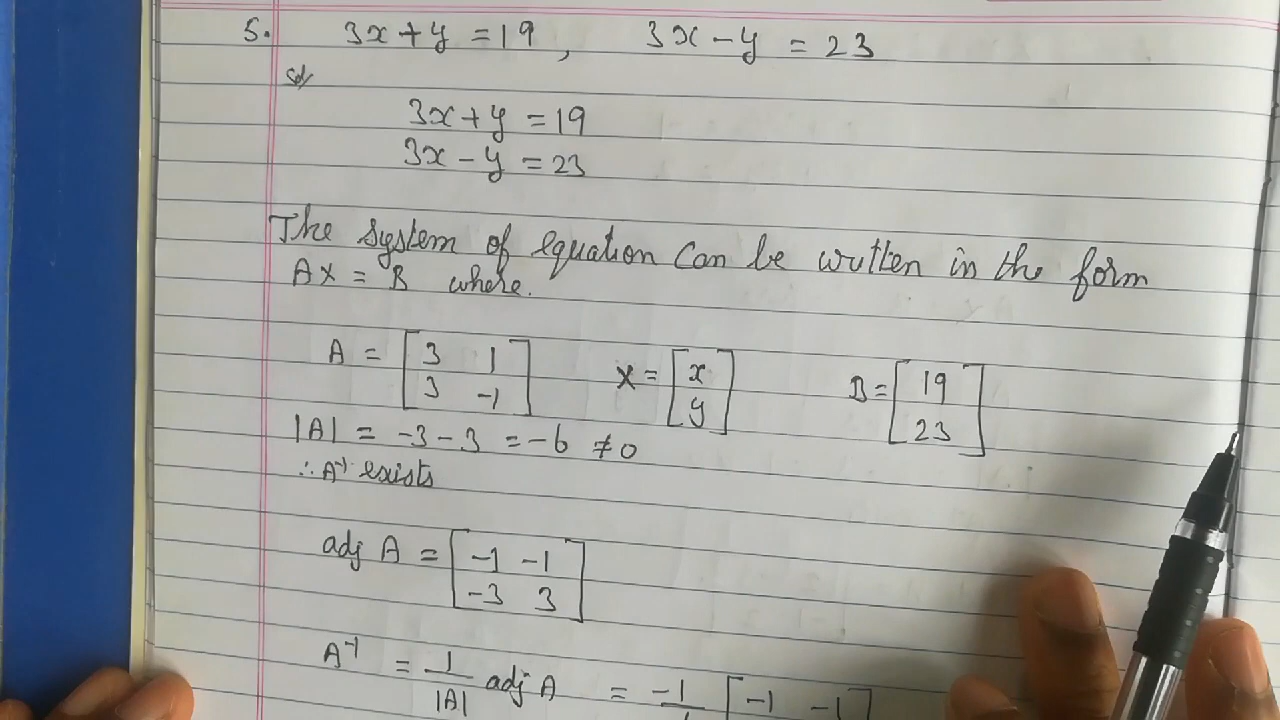 5. 3x + y = 19, 3x - y = 23
Sol
3x + y = 19
3x - y = 23
The system of equation can be written in the form
AX = B where.
A = [3 1; 3 -1] X = [x; y] B = [19; 23]
|A| = -3 - 3 = -6 ≠ 0
∴ A⁻¹ exists
adj A = [-1 -1; -3 3]
A⁻¹ = 1/|A| adj A = -1/ [-1 -1]